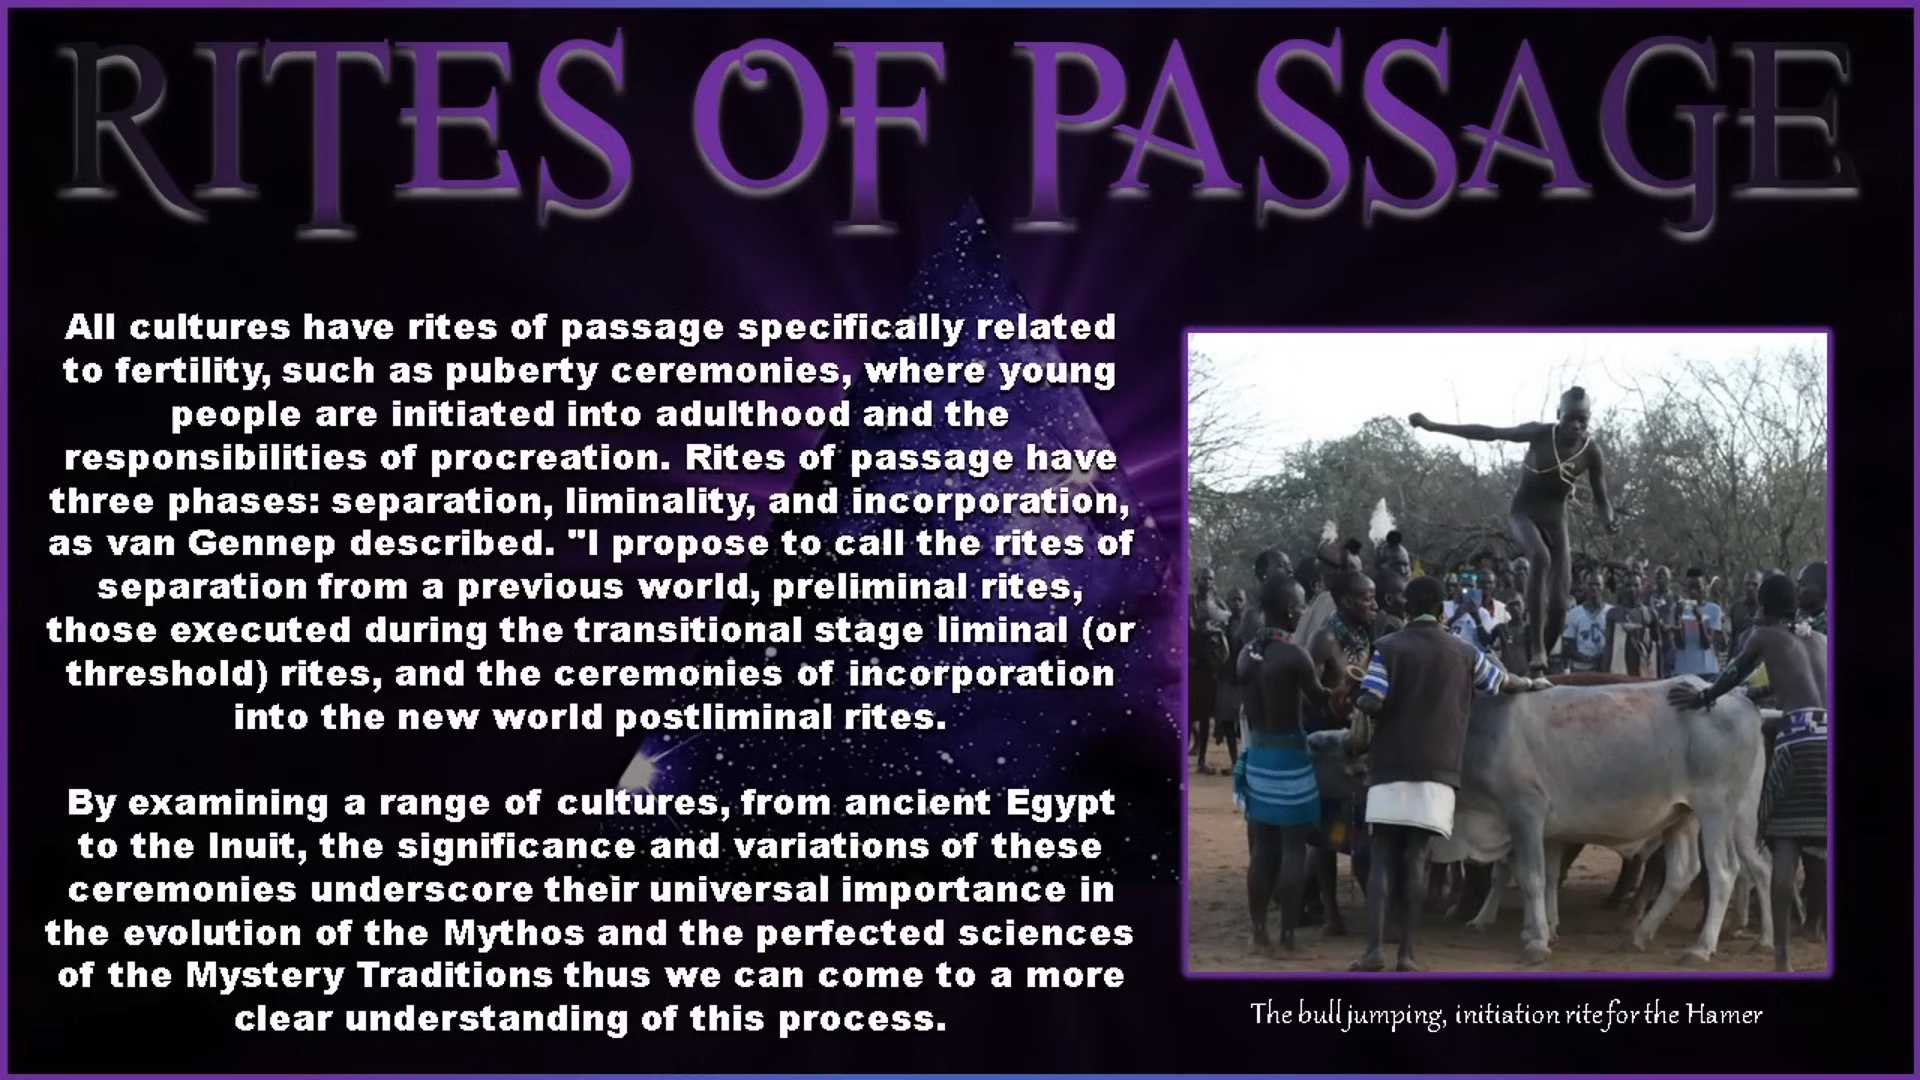 RITES OF PASSAGE
All cultures have rites of passage specifically related
to fertility, such as puberty ceremonies, where young
people are initiated into adulthood and the
responsibilities of procreation. Rites of passage have
three phases: separation, liminality, and incorporation,
as van Gennep described. "I propose to call the rites of
separation from a previous world, preliminal rites,
those executed during the transitional stage liminal (or
threshold) rites, and the ceremonies of incorporation
into the new world postliminal rites.
By examining a range of cultures, from ancient Egypt
to the Inuit, the significance and variations of these
ceremonies underscore their universal importance in
the evolution of the Mythos and the perfected sciences
of the Mystery Traditions thus we can come to a more
clear understanding of this process.
The bull jumping, initiation rite for the Hamer